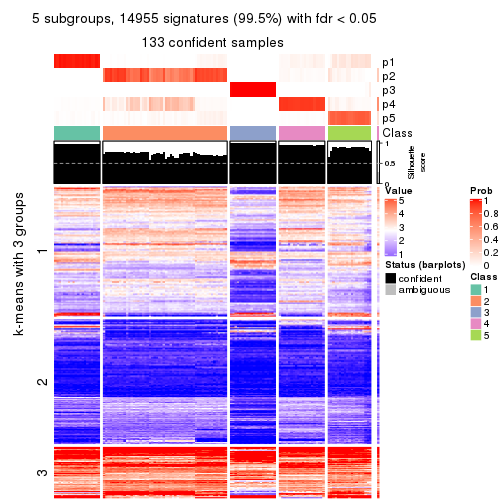 5 subgroups, 14955 signatures (99.5%) with fdr < 0.05
133 confident samples
p1
p2
p3
p4
p5
Class
1
0.5
0
Silhouette
score
k-means with 3 groups
1
2
3
Value
5
4
3
2
1
Status (barplots)
confident
ambiguous
Prob
1
0.8
0.6
0.4
0.2
0
Class
1
2
3
4
5